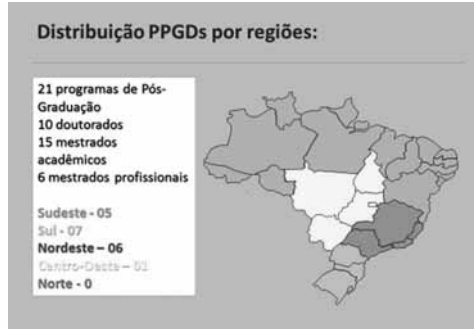 Distribuição PPGDs por regiões:
21 programas de Pós-
Graduação
10 doutorados
15 mestrados
acadêmicos
6 mestrados profissionais
Sudeste - 05
Sul - 07
Nordeste – 06
Centro-Oeste – 03
Norte - 0